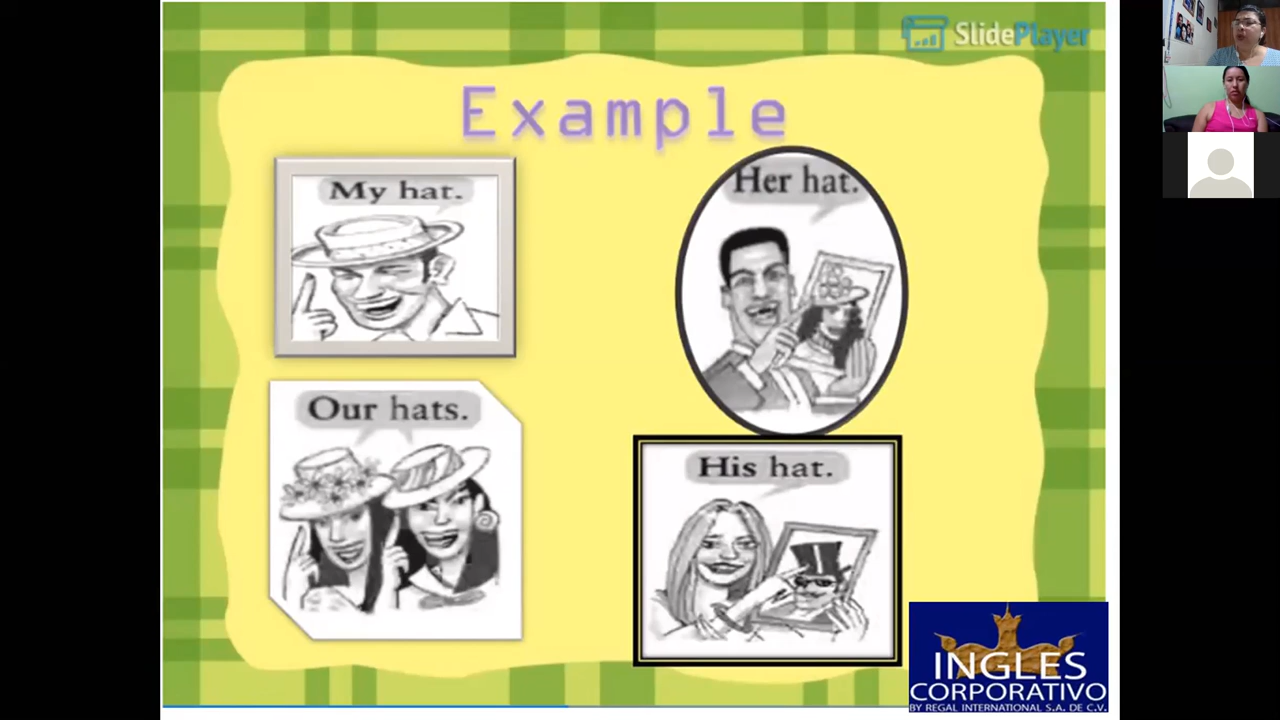 SlidePlayer
Example
My hat.
Her hat.
Our hats.
His hat.
INGLES
CORPORATIVO
BY REGAL INTERNATIONAL S.A. DE C.V.